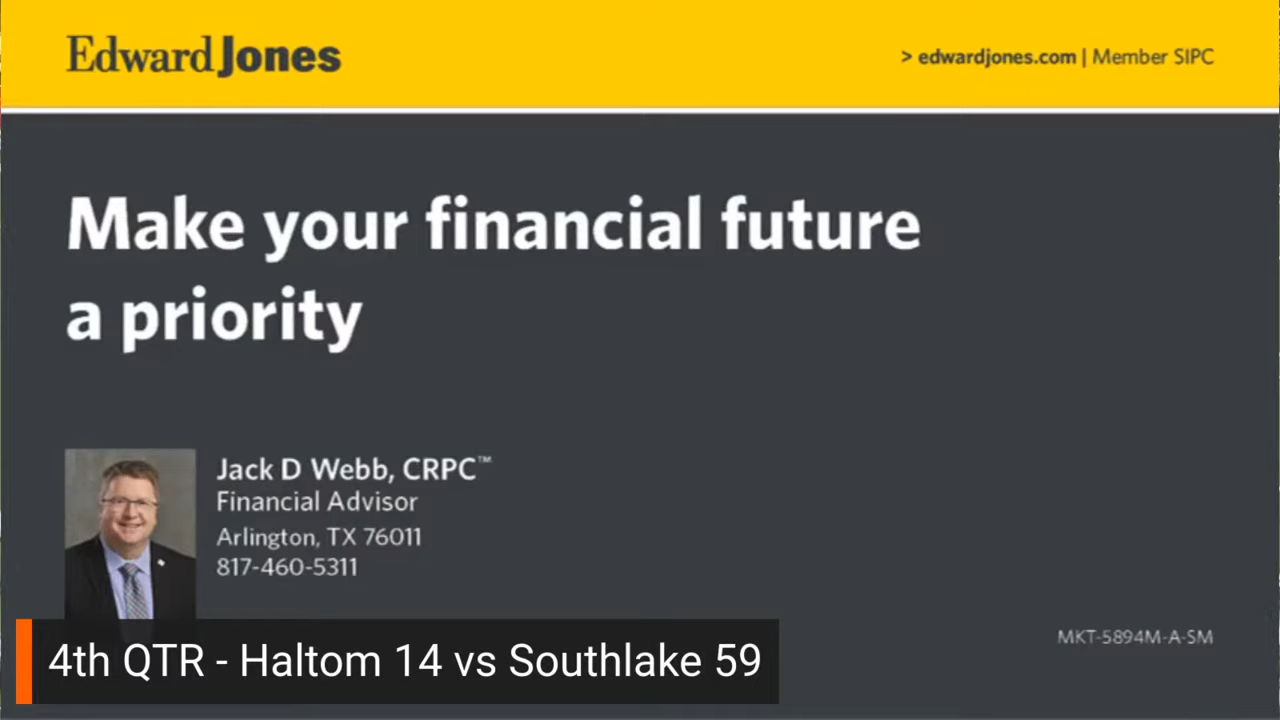 Edward Jones
> edwardjones.com | Member SIPC
Make your financial future
a priority
Jack D Webb, CRPC™
Financial Advisor
Arlington, TX 76011
817-460-5311
MKT-5894M-A-SM
4th QTR - Haltom 14 vs Southlake 59